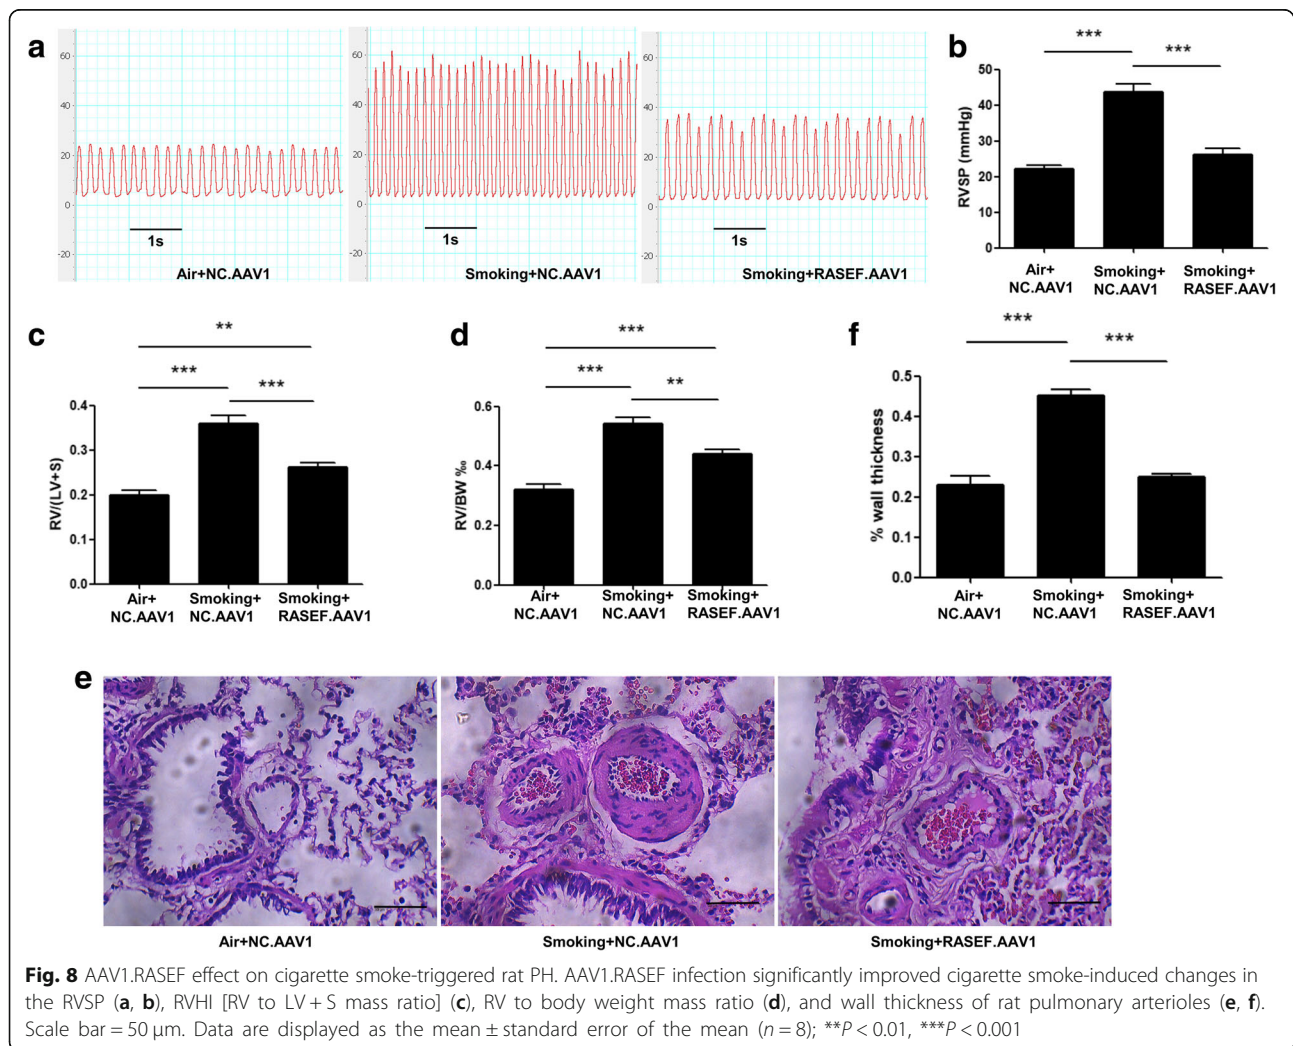 a
60
40
20
0
-20
1s
Air+NC.AAV1
60
40
20
0
-20
1s
Smoking+NC.AAV1
60
40
20
0
-20
1s
Smoking+RASEF.AAV1
b
***
***
RVSP (mmHg)
50
40
30
20
10
0
Air+
NC.AAV1
Smoking+
NC.AAV1
Smoking+
RASEF.AAV1
c
**
***
***
RV/(LV+S)
0.4
0.3
0.2
0.1
0.0
Air+
NC.AAV1
Smoking+
NC.AAV1
Smoking+
RASEF.AAV1
d
***
***
**
RV/BW ‰
0.6
0.4
0.2
0.0
Air+
NC.AAV1
Smoking+
NC.AAV1
Smoking+
RASEF.AAV1
f
***
***
% wall thickness
0.5
0.4
0.3
0.2
0.1
0.0
Air+
NC.AAV1
Smoking+
NC.AAV1
Smoking+
RASEF.AAV1
e
Air+NC.AAV1
Smoking+NC.AAV1
Smoking+RASEF.AAV1
Fig. 8 AAV1.RASEF effect on cigarette smoke-triggered rat PH. AAV1.RASEF infection significantly improved cigarette smoke-induced changes in
the RVSP (a, b), RVHI [RV to LV + S mass ratio] (c), RV to body weight mass ratio (d), and wall thickness of rat pulmonary arterioles (e, f).
Scale bar = 50 μm. Data are displayed as the mean ± standard error of the mean (n = 8); **P < 0.01, ***P < 0.001